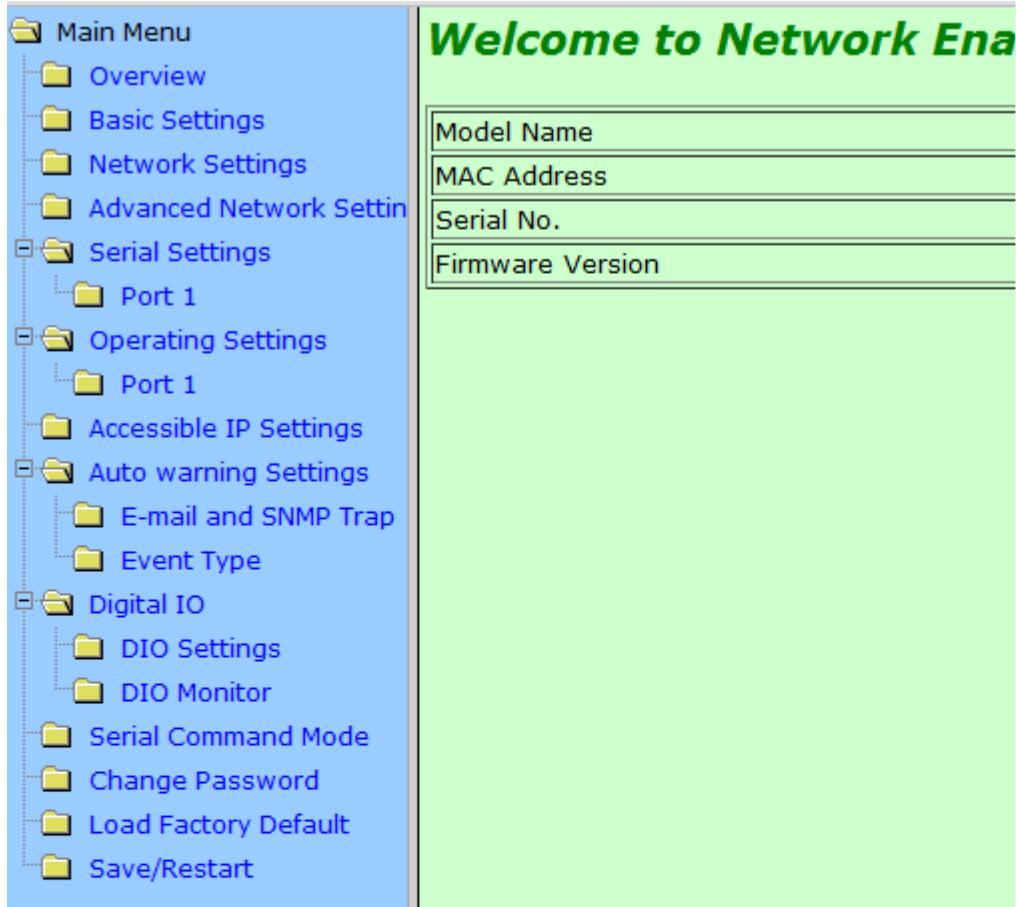 Main Menu
Overview
Basic Settings
Network Settings
Advanced Network Settin
Serial Settings
Port 1
Operating Settings
Port 1
Accessible IP Settings
Auto warning Settings
E-mail and SNMP Trap
Event Type
Digital IO
DIO Settings
DIO Monitor
Serial Command Mode
Change Password
Load Factory Default
Save/Restart
Welcome to Network Ena
Model Name
MAC Address
Serial No.
Firmware Version